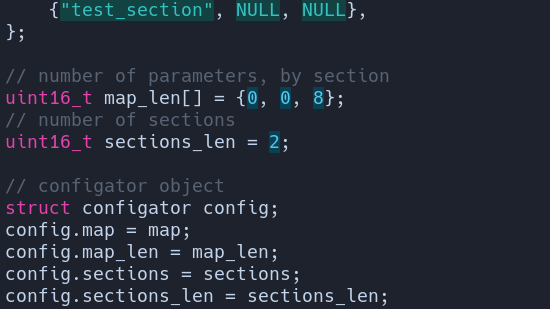 {"test_section", NULL, NULL},
};
// number of parameters, by section
uint16_t map_len[] = {0, 0, 8};
// number of sections
uint16_t sections_len = 2;
// configator object
struct configator config;
config.map = map;
config.map_len = map_len;
config.sections = sections;
config.sections_len = sections_len;